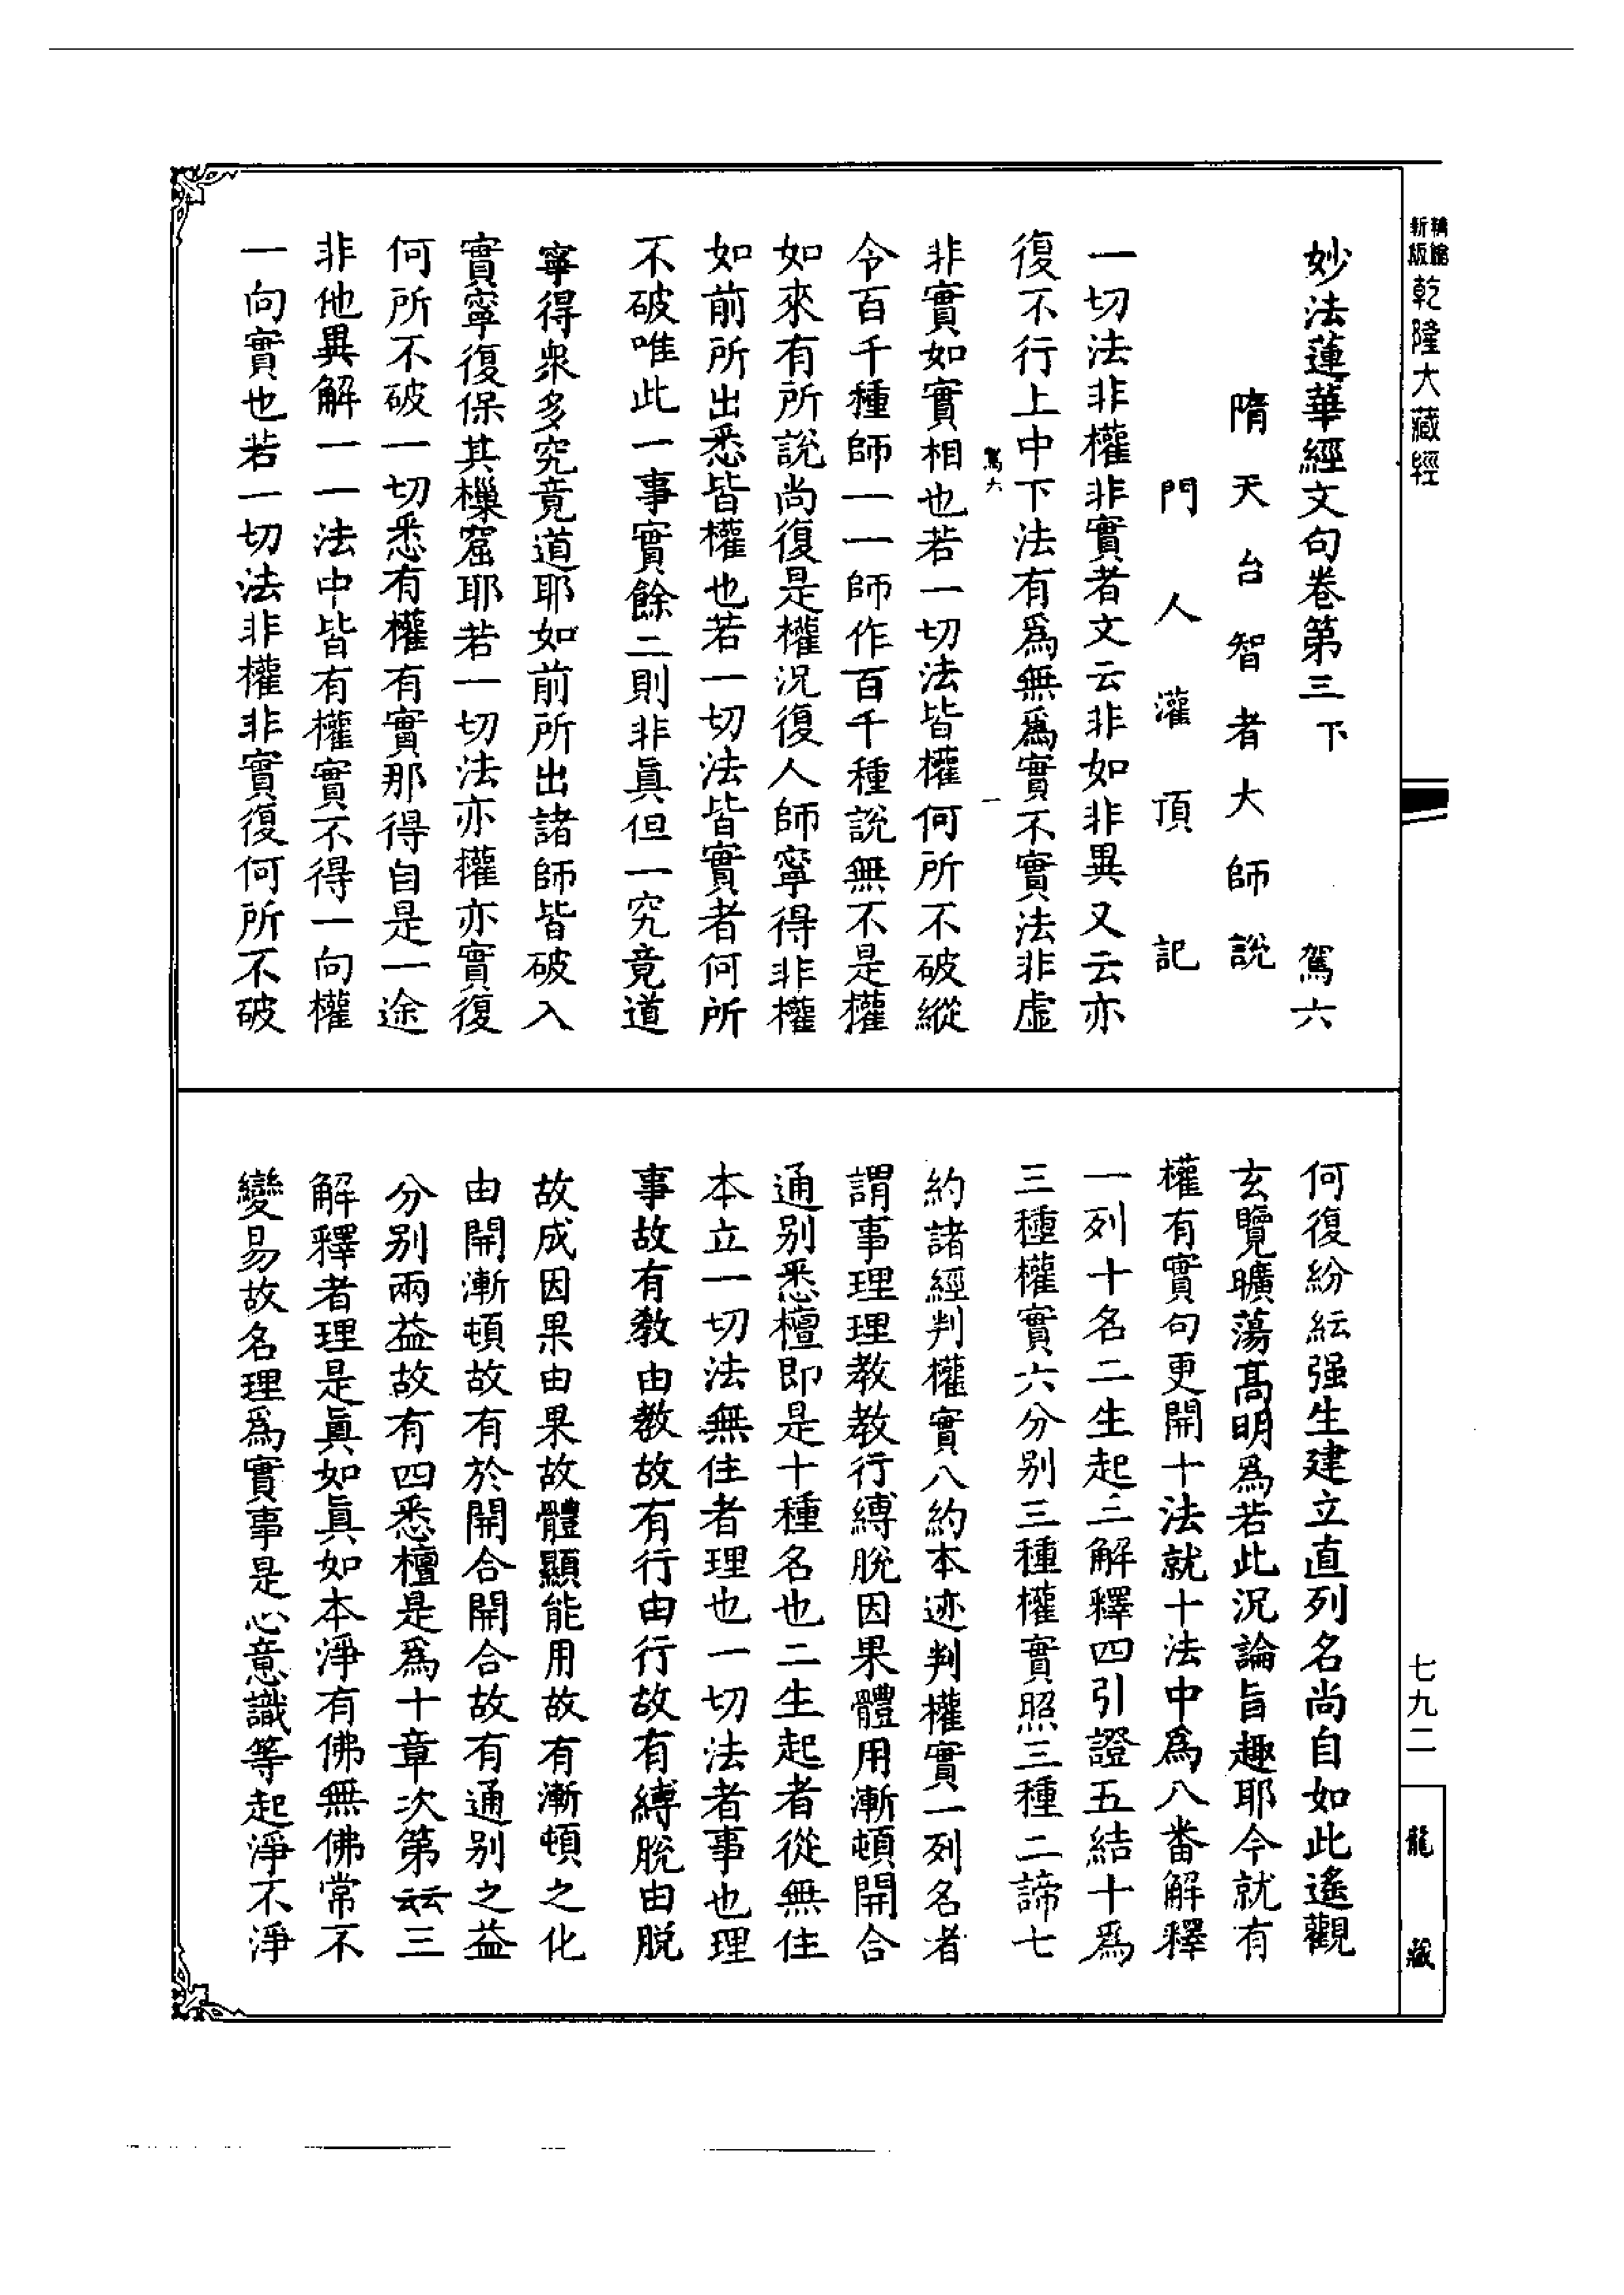 新版
精縮
乾隆大藏經
妙法蓮華經文句卷第三下 駕六
隋天台智者大師說
門人灌頂記
一切法非權非實者文云非如非異又云亦
復不行上中下法有爲無爲實不實法非虛
駕六 一
非實如實相也若一切法皆權何所不破縱
令百千種師一一師作百千種說無不是權
如來有所說尚復是權況復人師寧得非權
如前所出悉皆權也若一切法皆實者何所
不破唯此一事實餘二則非眞但一究竟道
寧得衆多究竟道耶如前所出諸師皆破入
實寧復保其樔窟耶若一切法亦權亦實復
何所不破一切悉有權有實那得自是一途
非他異解一一法中皆有權實不得一向權
一向實也若一切法非權非實復何所不破
何復紛紜强生建立直列名尚自如此遙觀
玄覽曠蕩髙明爲若此況論旨趣耶今就有
權有實句更開十法就十法中爲八番解釋
一列十名二生起三解釋四引證五結十爲
三種權實六分别三種權實照三種二諦七
約諸經判權實八約本迹判權實一列名者
謂事理理教教行縛脫因果體用漸頓開合
通别悉檀即是十種名也二生起者從無住
本立一切法無住者理也一切法者事也理
事故有教由教故有行由行故有縛脫由脫
故成因果由果故體顯能用故有漸頓之化
由開漸頓故有於開合開合故有通别之益
分别兩益故有四悉檀是爲十章次第云云三
解釋者理是眞如眞如本淨有佛無佛常不
變易故名理爲實事是心意識等起淨不淨
七九二
龍藏